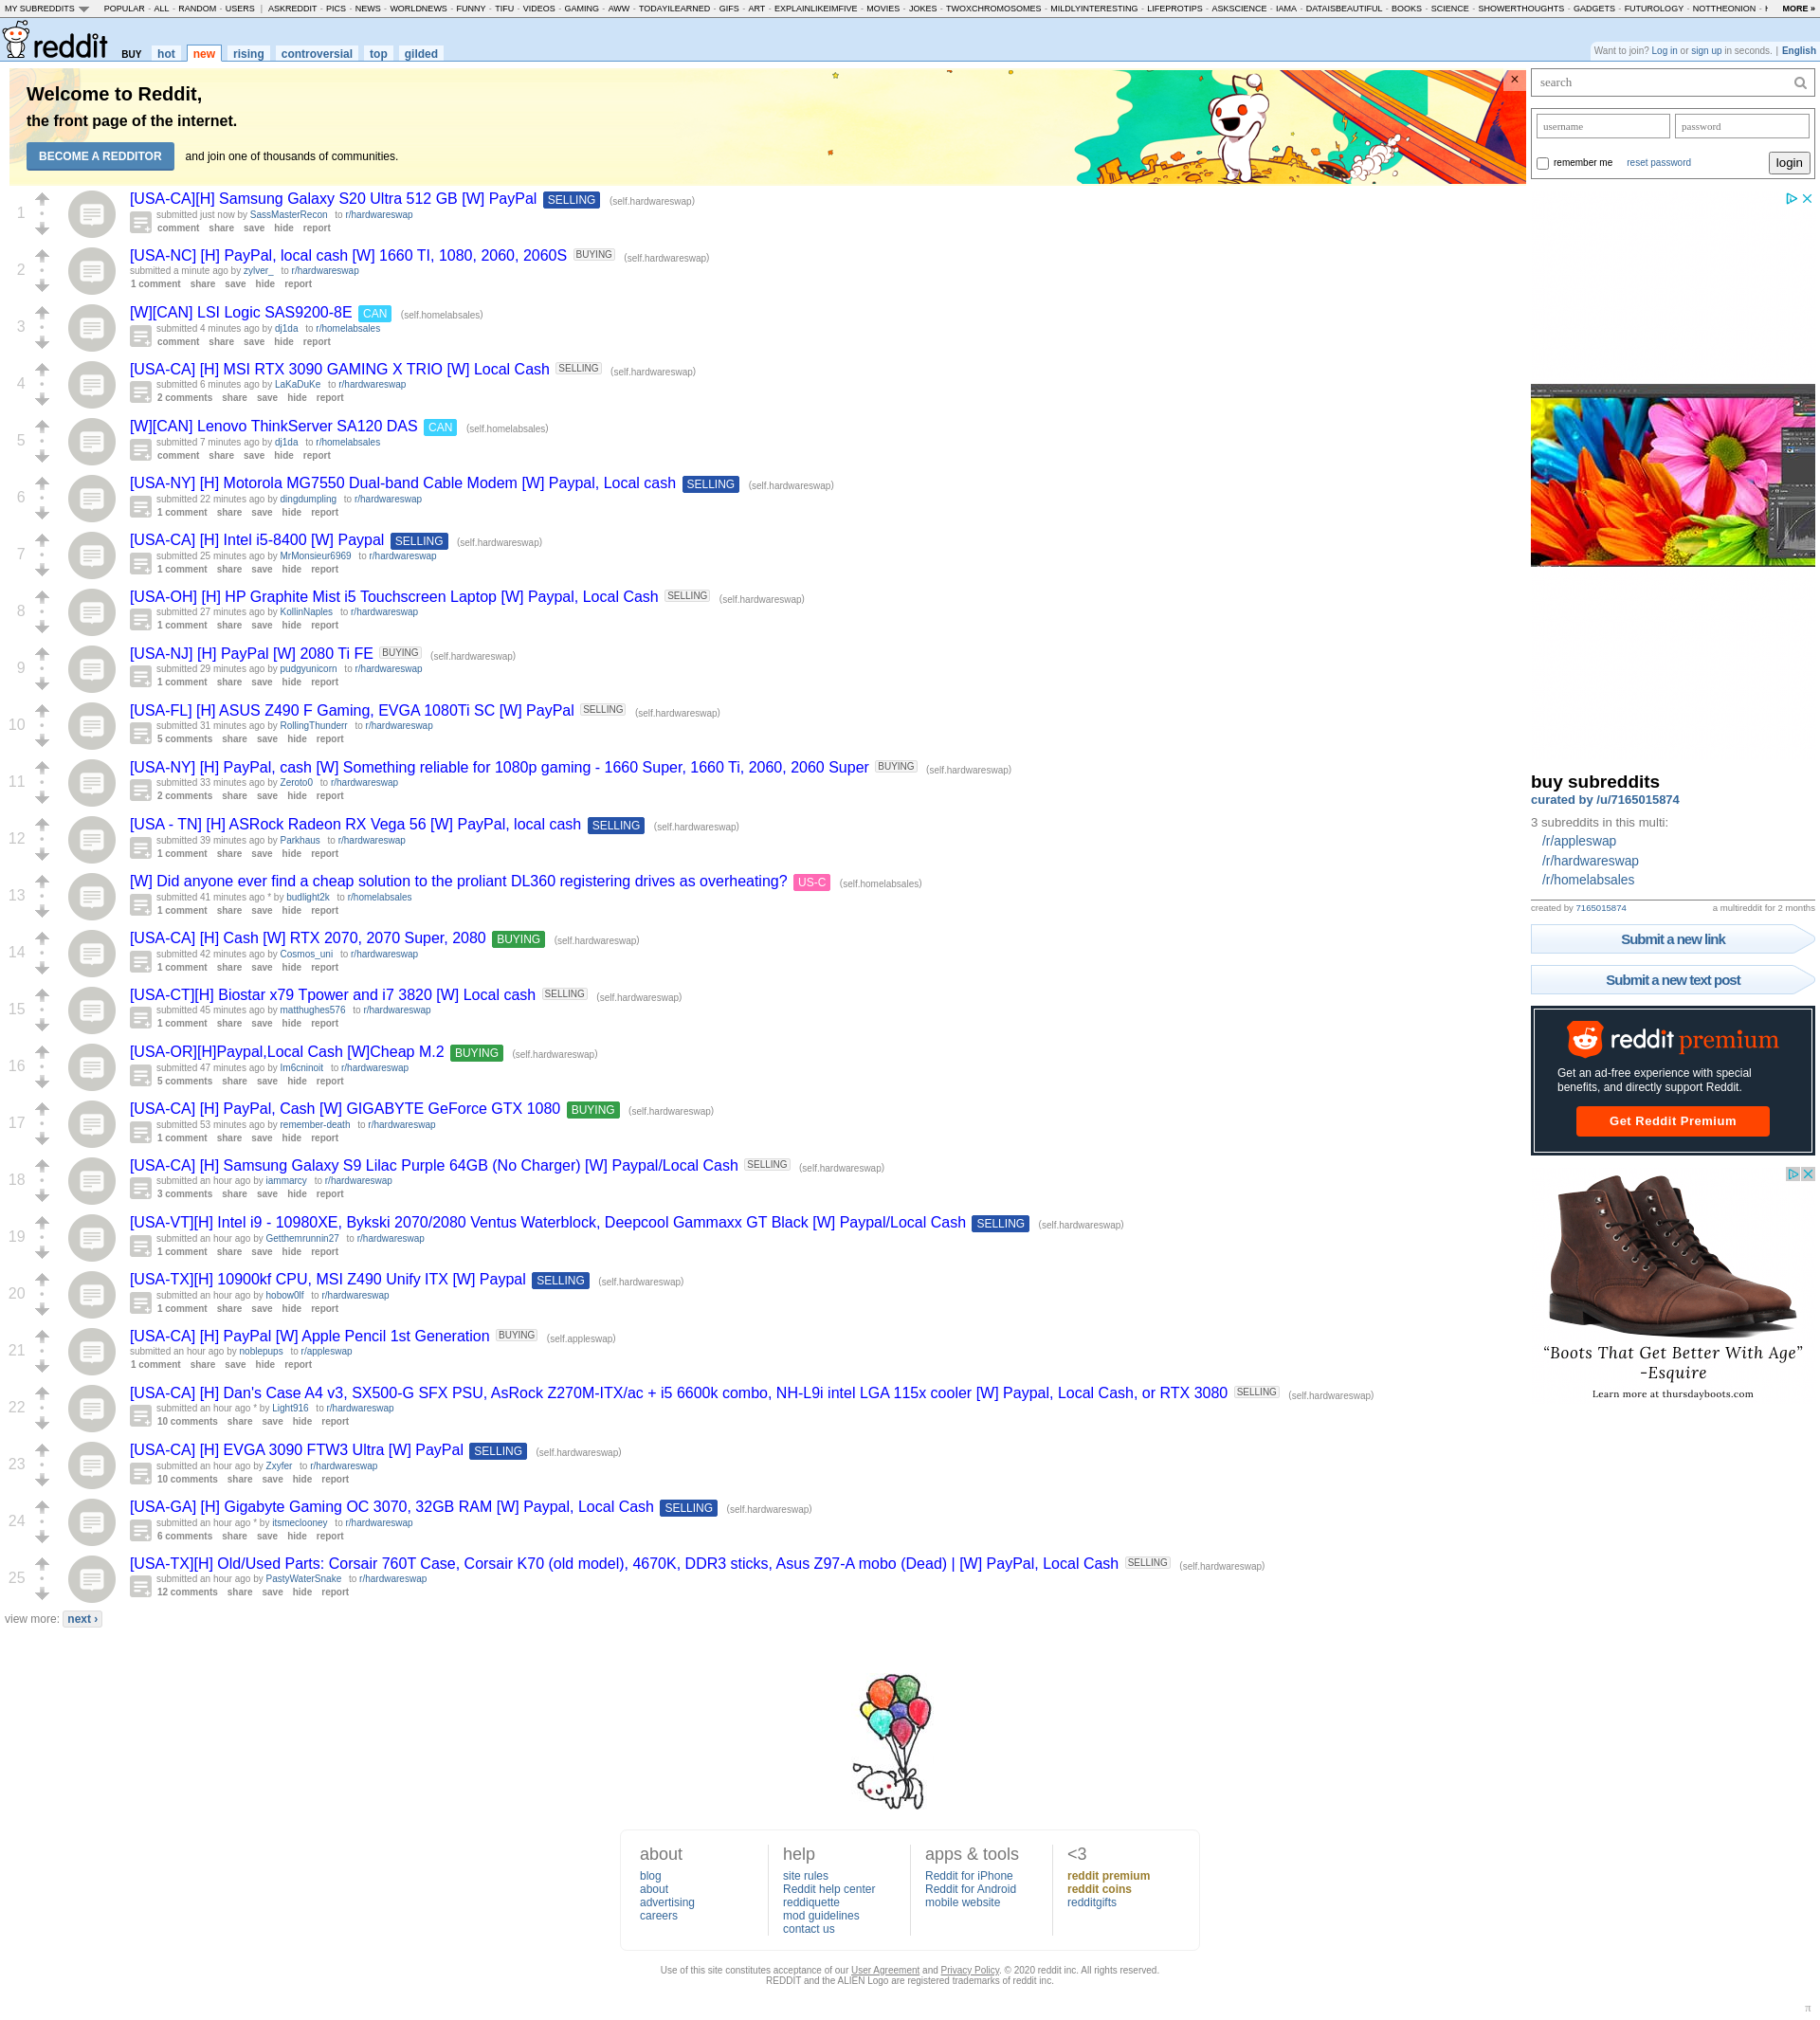 MY SUBREDDITS POPULAR - ALL - RANDOM - USERS | ASKREDDIT - PICS - NEWS - WORLDNEWS - FUNNY - TIFU - VIDEOS - GAMING - AWW - TODAYILEARNED - GIFS - ART - EXPLAINLIKEIMFIVE - MOVIES - JOKES - TWOXCHROMOSOMES - MILDLYINTERESTING - LIFEPROTIPS - ASKSCIENCE - IAMA - DATAISBEAUTIFUL - BOOKS - SCIENCE - SHOWERTHOUGHTS - GADGETS - FUTUROLOGY - NOTTHEONION - MORE »
reddit BUY hot new rising controversial top gilded
Want to join? Log in or sign up in seconds. | English
Welcome to Reddit,
the front page of the internet.
BECOME A REDDITOR and join one of thousands of communities.
×
search
username password
remember me reset password login
1
[USA-CA][H] Samsung Galaxy S20 Ultra 512 GB [W] PayPal SELLING (self.hardwareswap)
submitted just now by SassMasterRecon to r/hardwareswap
comment share save hide report
2
[USA-NC] [H] PayPal, local cash [W] 1660 TI, 1080, 2060, 2060S BUYING (self.hardwareswap)
submitted a minute ago by zylver_ to r/hardwareswap
1 comment share save hide report
3
[W][CAN] LSI Logic SAS9200-8E CAN (self.homelabsales)
submitted 4 minutes ago by dj1da to r/homelabsales
comment share save hide report
4
[USA-CA] [H] MSI RTX 3090 GAMING X TRIO [W] Local Cash SELLING (self.hardwareswap)
submitted 6 minutes ago by LaKaDuKe to r/hardwareswap
2 comments share save hide report
5
[W][CAN] Lenovo ThinkServer SA120 DAS CAN (self.homelabsales)
submitted 7 minutes ago by dj1da to r/homelabsales
comment share save hide report
6
[USA-NY] [H] Motorola MG7550 Dual-band Cable Modem [W] Paypal, Local cash SELLING (self.hardwareswap)
submitted 22 minutes ago by dingdumpling to r/hardwareswap
1 comment share save hide report
7
[USA-CA] [H] Intel i5-8400 [W] Paypal SELLING (self.hardwareswap)
submitted 25 minutes ago by MrMonsieur6969 to r/hardwareswap
1 comment share save hide report
8
[USA-OH] [H] HP Graphite Mist i5 Touchscreen Laptop [W] Paypal, Local Cash SELLING (self.hardwareswap)
submitted 27 minutes ago by KollinNaples to r/hardwareswap
1 comment share save hide report
9
[USA-NJ] [H] PayPal [W] 2080 Ti FE BUYING (self.hardwareswap)
submitted 29 minutes ago by pudgyunicorn to r/hardwareswap
1 comment share save hide report
10
[USA-FL] [H] ASUS Z490 F Gaming, EVGA 1080Ti SC [W] PayPal SELLING (self.hardwareswap)
submitted 31 minutes ago by RollingThunderr to r/hardwareswap
5 comments share save hide report
11
[USA-NY] [H] PayPal, cash [W] Something reliable for 1080p gaming - 1660 Super, 1660 Ti, 2060, 2060 Super BUYING (self.hardwareswap)
submitted 33 minutes ago by Zeroto0 to r/hardwareswap
2 comments share save hide report
12
[USA - TN] [H] ASRock Radeon RX Vega 56 [W] PayPal, local cash SELLING (self.hardwareswap)
submitted 39 minutes ago by Parkhaus to r/hardwareswap
1 comment share save hide report
13
[W] Did anyone ever find a cheap solution to the proliant DL360 registering drives as overheating? US-C (self.homelabsales)
submitted 41 minutes ago * by budlight2k to r/homelabsales
1 comment share save hide report
14
[USA-CA] [H] Cash [W] RTX 2070, 2070 Super, 2080 BUYING (self.hardwareswap)
submitted 42 minutes ago by Cosmos_uni to r/hardwareswap
1 comment share save hide report
15
[USA-CT][H] Biostar x79 Tpower and i7 3820 [W] Local cash SELLING (self.hardwareswap)
submitted 45 minutes ago by matthughes576 to r/hardwareswap
1 comment share save hide report
16
[USA-OR][H]Paypal,Local Cash [W]Cheap M.2 BUYING (self.hardwareswap)
submitted 47 minutes ago by Im6cninoit to r/hardwareswap
5 comments share save hide report
17
[USA-CA] [H] PayPal, Cash [W] GIGABYTE GeForce GTX 1080 BUYING (self.hardwareswap)
submitted 53 minutes ago by remember-death to r/hardwareswap
1 comment share save hide report
18
[USA-CA] [H] Samsung Galaxy S9 Lilac Purple 64GB (No Charger) [W] Paypal/Local Cash SELLING (self.hardwareswap)
submitted an hour ago by iammarcy to r/hardwareswap
3 comments share save hide report
19
[USA-VT][H] Intel i9 - 10980XE, Bykski 2070/2080 Ventus Waterblock, Deepcool Gammaxx GT Black [W] Paypal/Local Cash SELLING (self.hardwareswap)
submitted an hour ago by Getthemrunnin27 to r/hardwareswap
1 comment share save hide report
20
[USA-TX][H] 10900kf CPU, MSI Z490 Unify ITX [W] Paypal SELLING (self.hardwareswap)
submitted an hour ago by hobow0lf to r/hardwareswap
1 comment share save hide report
21
[USA-CA] [H] PayPal [W] Apple Pencil 1st Generation BUYING (self.appleswap)
submitted an hour ago by noblepups to r/appleswap
1 comment share save hide report
22
[USA-CA] [H] Dan's Case A4 v3, SX500-G SFX PSU, AsRock Z270M-ITX/ac + i5 6600k combo, NH-L9i intel LGA 115x cooler [W] Paypal, Local Cash, or RTX 3080 SELLING (self.hardwareswap)
submitted an hour ago * by Light916 to r/hardwareswap
10 comments share save hide report
23
[USA-CA] [H] EVGA 3090 FTW3 Ultra [W] PayPal SELLING (self.hardwareswap)
submitted an hour ago by Zxyfer to r/hardwareswap
10 comments share save hide report
24
[USA-GA] [H] Gigabyte Gaming OC 3070, 32GB RAM [W] Paypal, Local Cash SELLING (self.hardwareswap)
submitted an hour ago * by itsmeclooney to r/hardwareswap
6 comments share save hide report
25
[USA-TX][H] Old/Used Parts: Corsair 760T Case, Corsair K70 (old model), 4670K, DDR3 sticks, Asus Z97-A mobo (Dead) | [W] PayPal, Local Cash SELLING (self.hardwareswap)
submitted an hour ago by PastyWaterSnake to r/hardwareswap
12 comments share save hide report
view more: next ›
buy subreddits
curated by /u/7165015874
3 subreddits in this multi:
/r/appleswap
/r/hardwareswap
/r/homelabsales
created by 7165015874 a multireddit for 2 months
Submit a new link
Submit a new text post
reddit premium
Get an ad-free experience with special
benefits, and directly support Reddit.
Get Reddit Premium
“Boots That Get Better With Age”
-Esquire
Learn more at thursdayboots.com
about
blog
about
advertising
careers
help
site rules
Reddit help center
reddiquette
mod guidelines
contact us
apps & tools
Reddit for iPhone
Reddit for Android
mobile website
<3
reddit premium
reddit coins
redditgifts
Use of this site constitutes acceptance of our User Agreement and Privacy Policy. © 2020 reddit inc. All rights reserved.
REDDIT and the ALIEN Logo are registered trademarks of reddit inc.
π